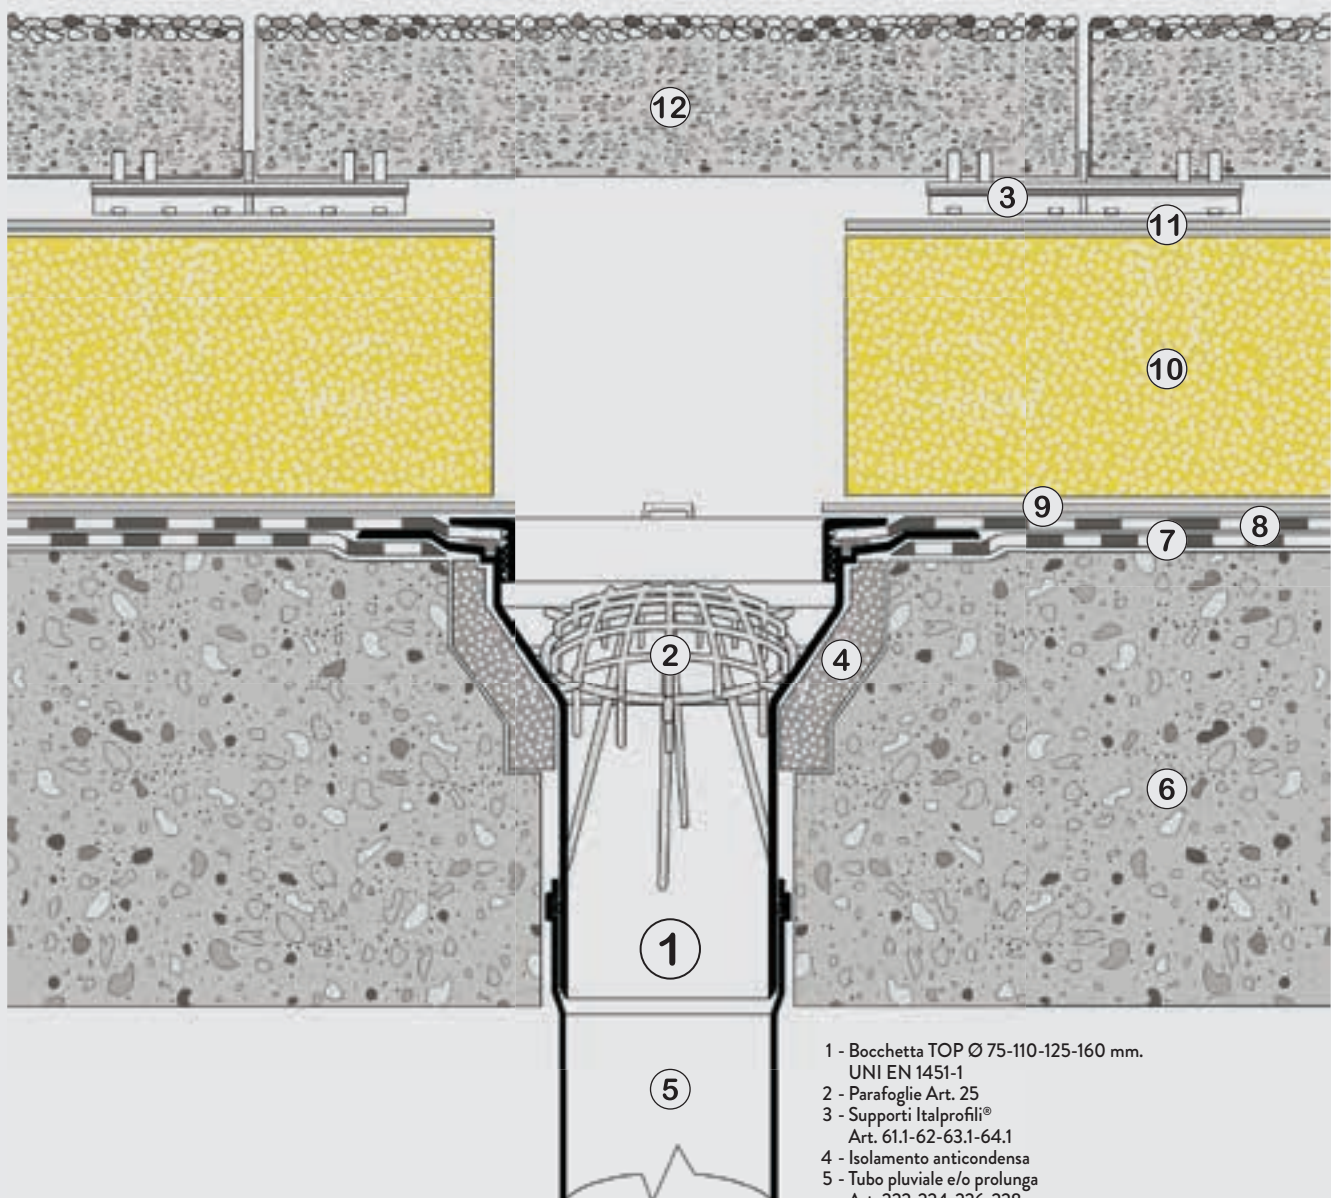 12
3
11
10
9
8
7
2
4
6
1
5
1 - Bocchetta TOP Ø 75-110-125-160 mm.
UNI EN 1451-1
2 - Parafoglie Art. 25
3 - Supporti Italprofili®
Art. 61.1-62-63.1-64.1
4 - Isolamento anticondensa
5 - Tubo pluviale e/o prolunga